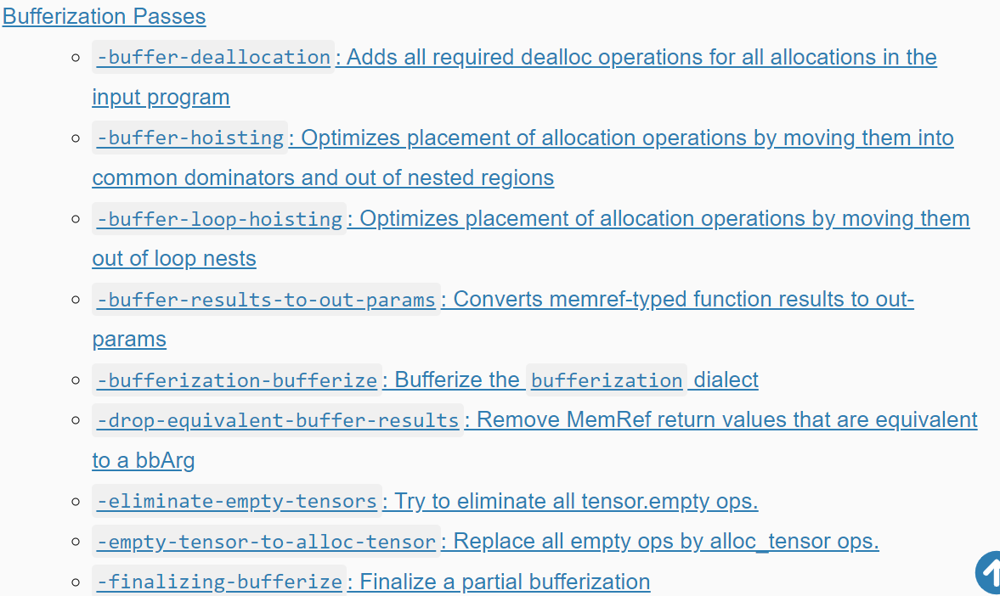 Bufferization Passes
-buffer-deallocation: Adds all required dealloc operations for all allocations in the
input program
-buffer-hoisting: Optimizes placement of allocation operations by moving them into
common dominators and out of nested regions
-buffer-loop-hoisting: Optimizes placement of allocation operations by moving them
out of loop nests
-buffer-results-to-out-params: Converts memref-typed function results to out-
params
-bufferization-bufferize: Bufferize the bufferization dialect
-drop-equivalent-buffer-results: Remove MemRef return values that are equivalent
to a bbArg
-eliminate-empty-tensors: Try to eliminate all tensor.empty ops.
-empty-tensor-to-alloc-tensor: Replace all empty ops by alloc_tensor ops.
-finalizing-bufferize: Finalize a partial bufferization